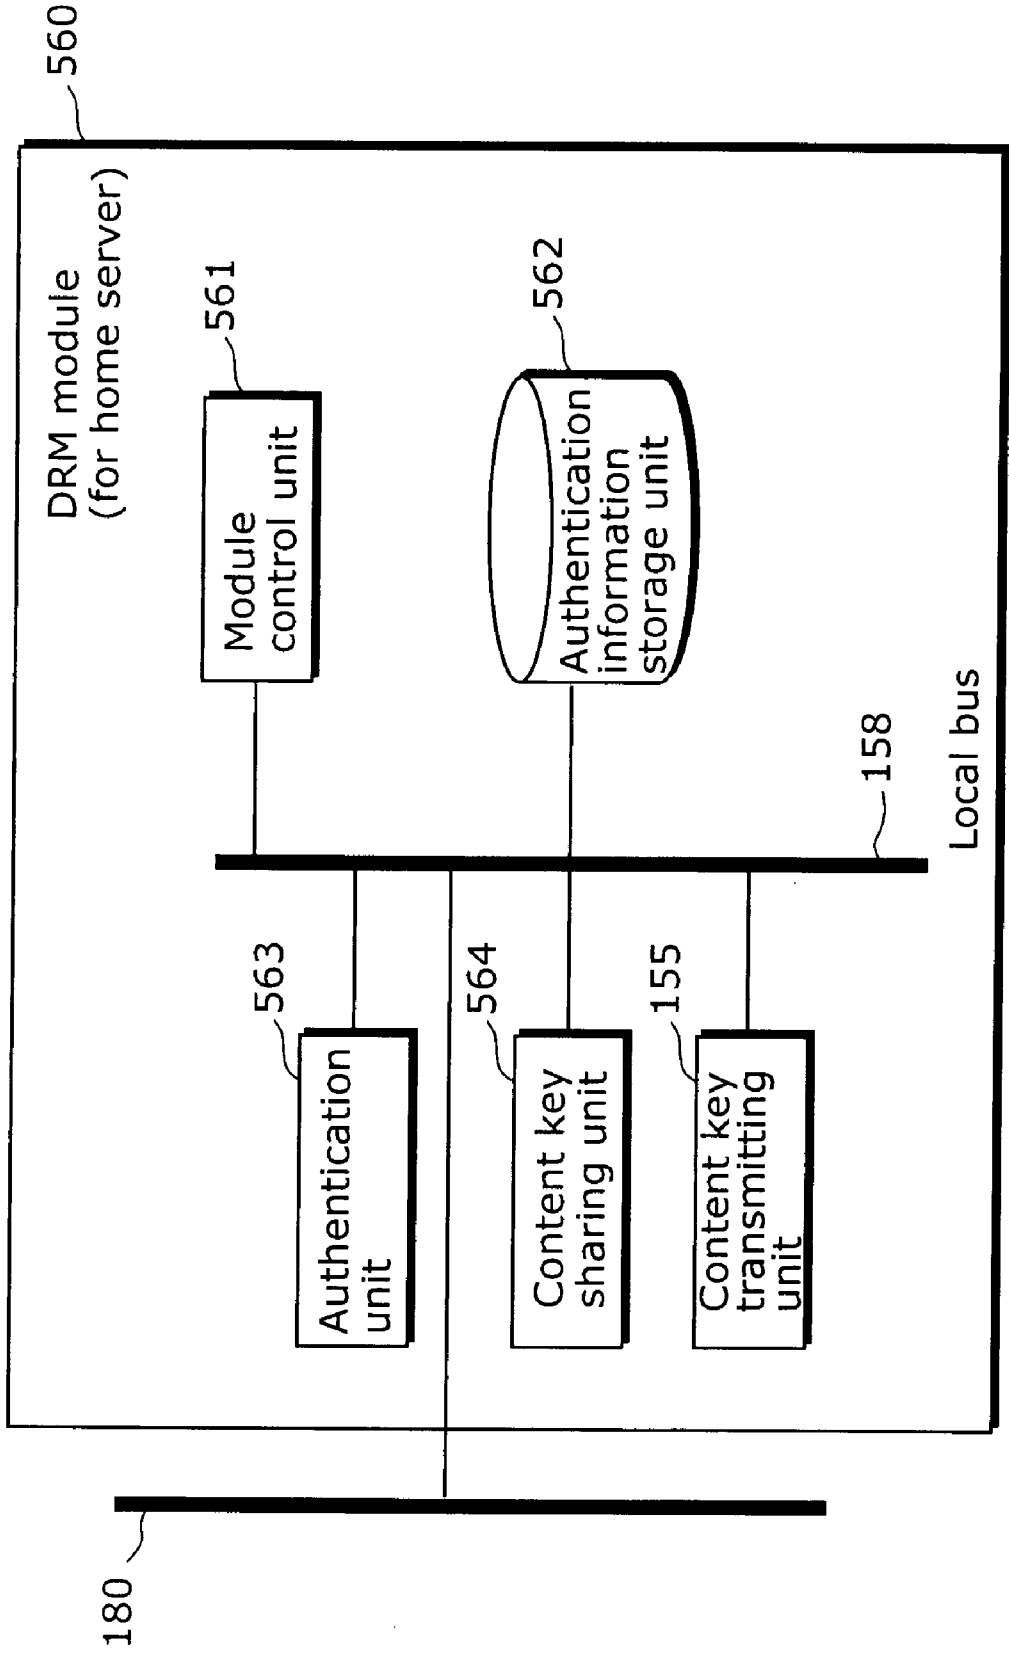 560
DRM module
(for home server)
561
Module
control unit
562
Authentication
information
storage unit
563
Authentication
unit
564
Content key
sharing unit
155
Content key
transmitting
unit
158
Local bus
180